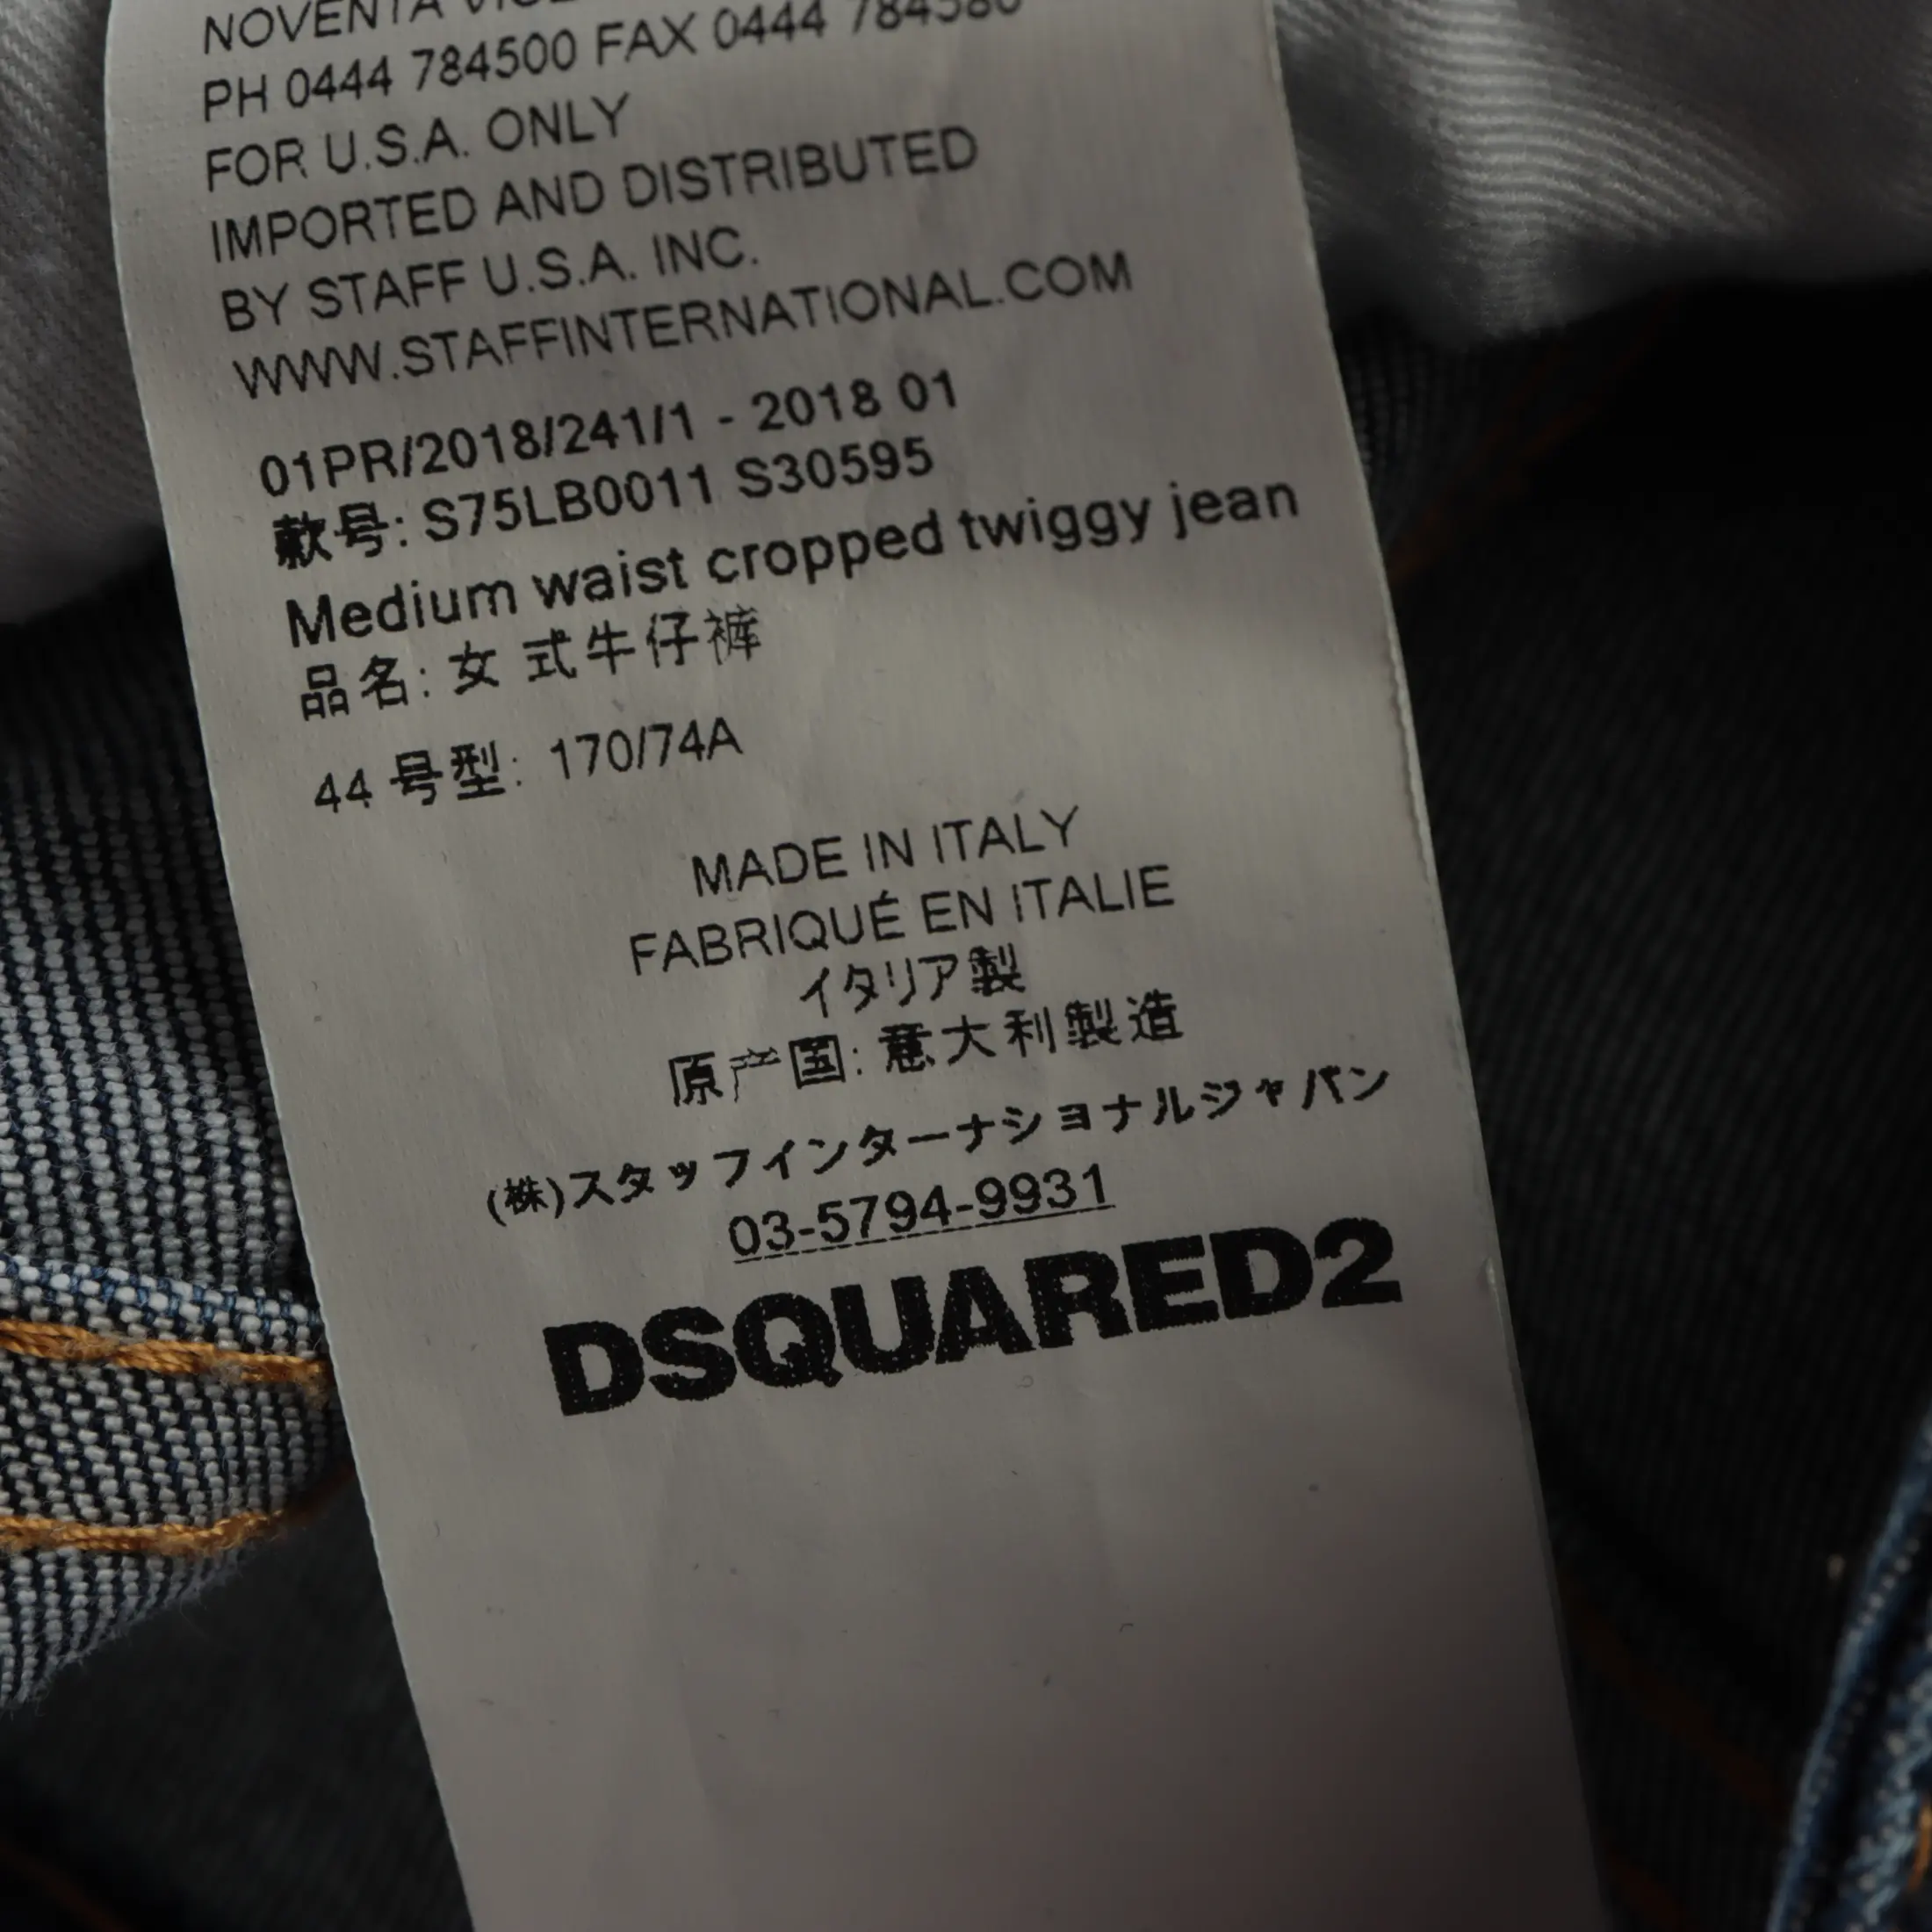 NOVENTA
PH 0444 784500 FAX 0444 784580
FOR U.S.A. ONLY
IMPORTED AND DISTRIBUTED
BY STAFF U.S.A. INC.
WWW.STAFFINTERNATIONAL.COM
01PR/2018/241/1 - 2018 01
款号: S75LB0011 S30595
Medium waist cropped twiggy jean
品名: 女 式牛仔裤
44 号型: 170/74A
MADE IN ITALY
FABRIQUÉ EN ITALIE
イタリア製
原产国: 意大利製造
(株)スタッフインターナショナルジャパン
03-5794-9931
DSQUARED2